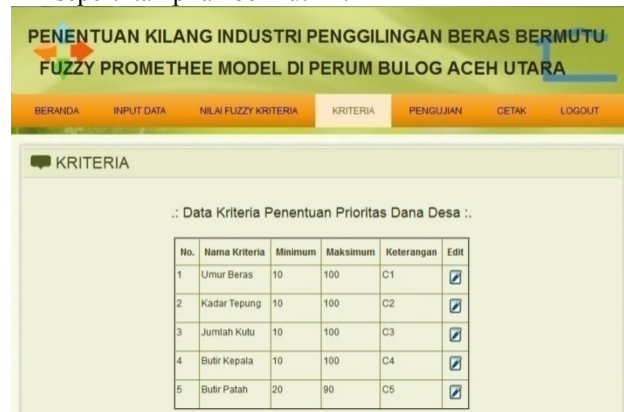 PENENTUAN KILANG INDUSTRI PENGGILINGAN BERAS BERMUTU
FUZZY PROMETHEE MODEL DI PERUM BULOG ACEH UTARA
BERANDA INPUT DATA NILAI FUZZY KRITERIA KRITERIA PENGUJIAN CETAK LOGOUT
KRITERIA
.: Data Kriteria Penentuan Prioritas Dana Desa :.
No. Nama Kriteria Minimum Maksimum Keterangan Edit
1 Umur Beras 10 100 C1
2 Kadar Tepung 10 100 C2
3 Jumlah Kutu 10 100 C3
4 Butir Kepala 10 100 C4
5 Butir Patah 20 90 C5